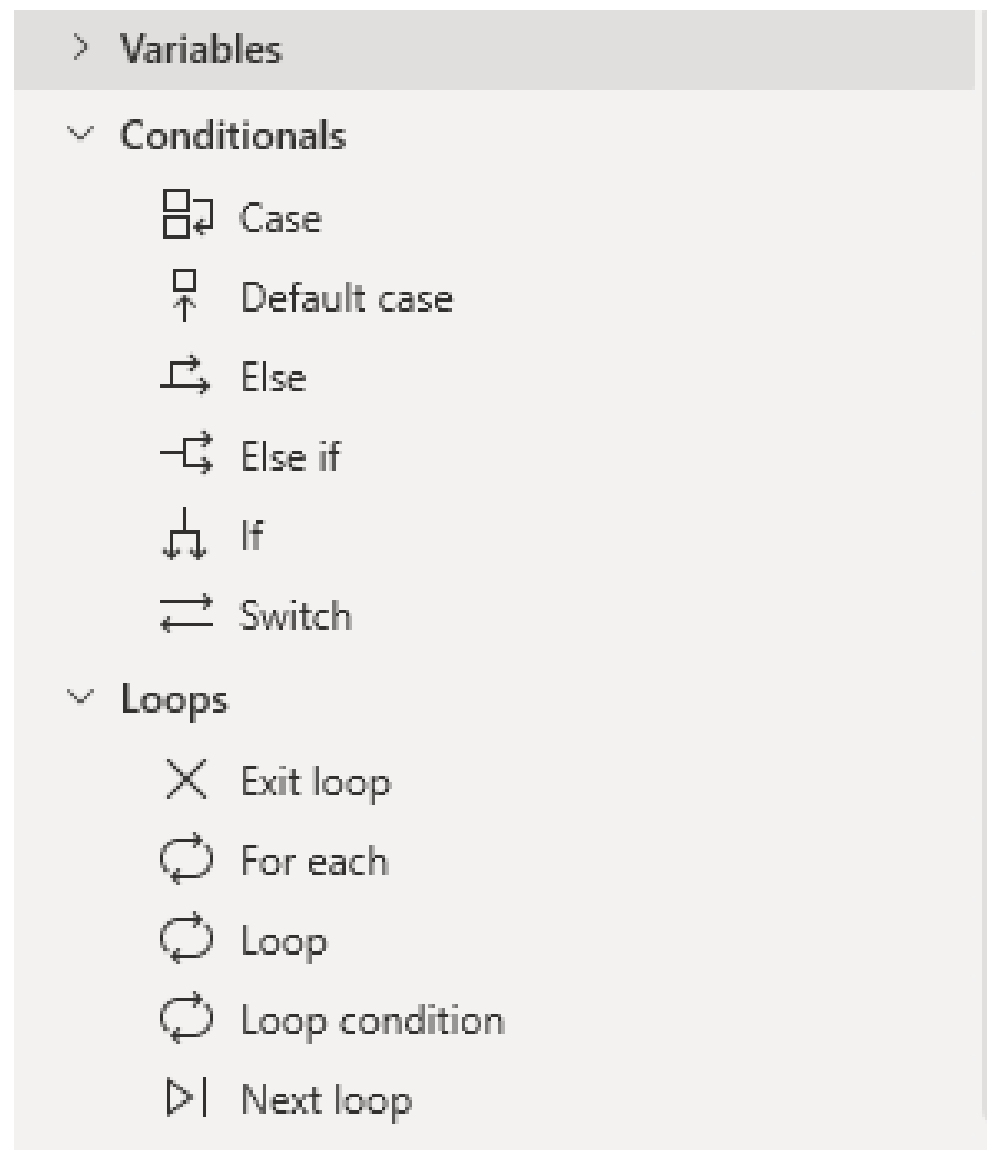 Variables
Conditionals
Case
Default case
Else
Else if
If
Switch
Loops
Exit loop
For each
Loop
Loop condition
Next loop